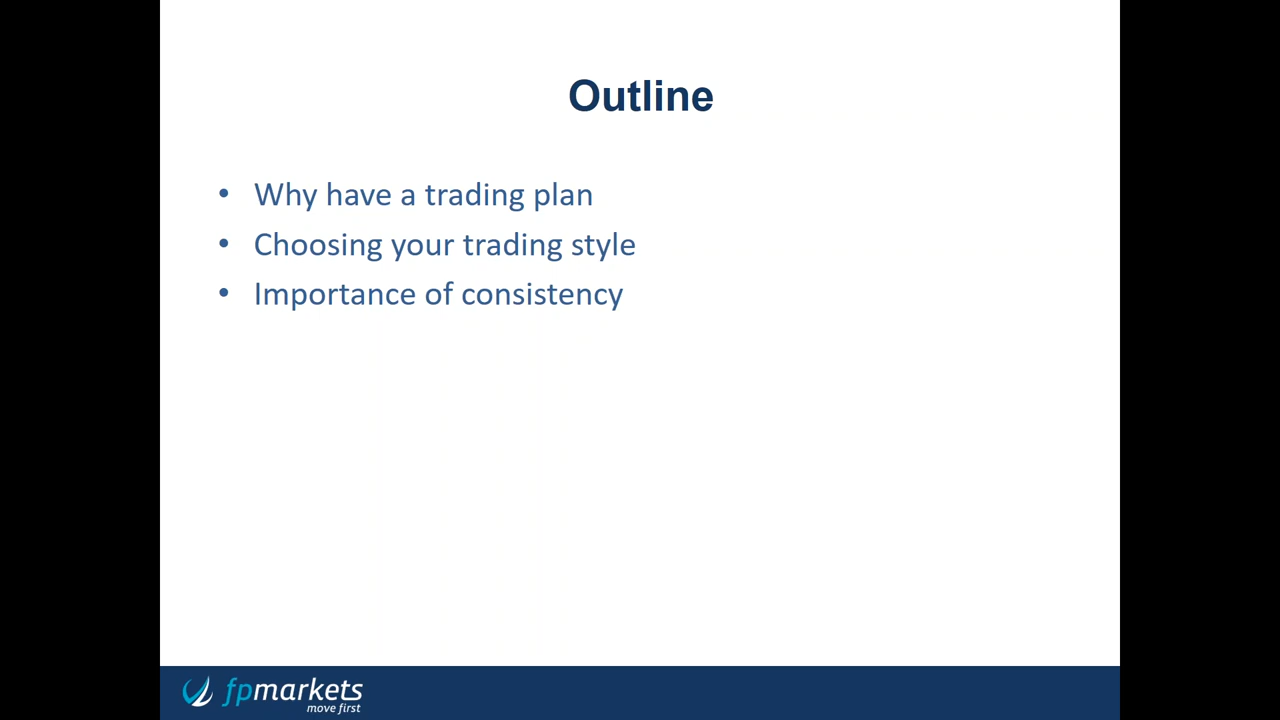 Outline
• Why have a trading plan
• Choosing your trading style
• Importance of consistency
fpmarkets
move first